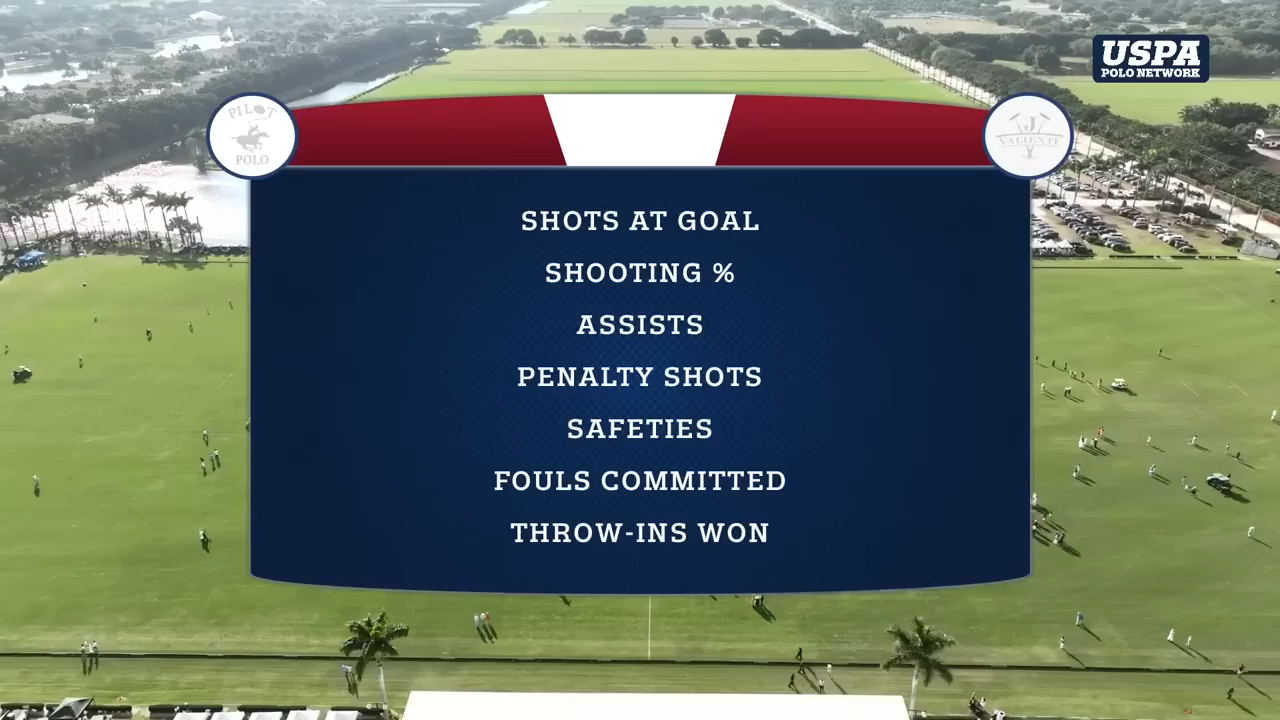 USPA
POLO NETWORK
PILOT
POLO
J
VALIENTE
SHOTS AT GOAL
SHOOTING %
ASSISTS
PENALTY SHOTS
SAFETIES
FOULS COMMITTED
THROW-INS WON